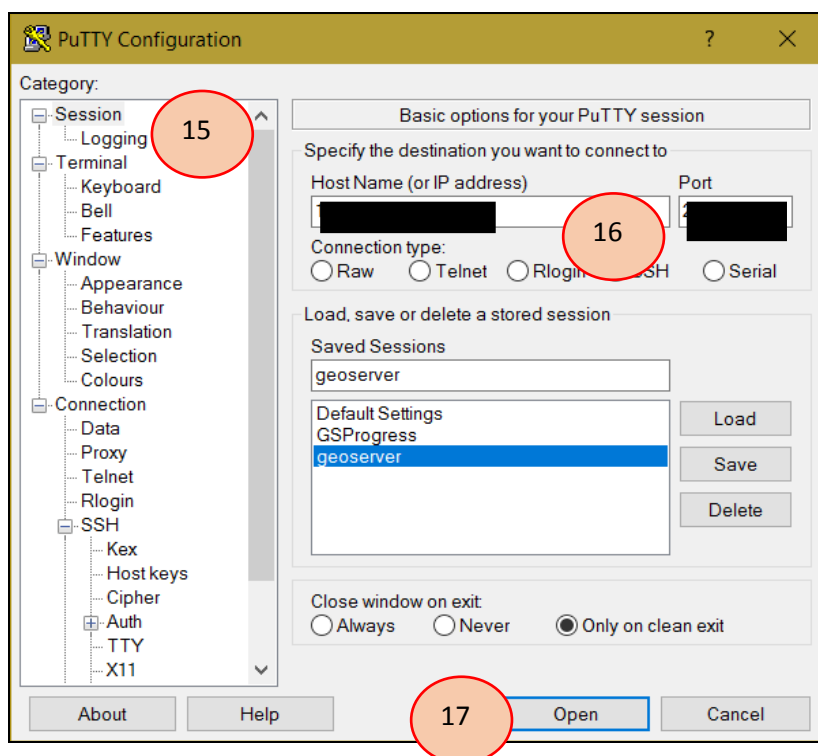 PuTTY Configuration
?
Category:
Session
Logging
Terminal
Keyboard
Bell
Features
Window
Appearance
Behaviour
Translation
Selection
Colours
Connection
Data
Proxy
Telnet
Rlogin
SSH
Kex
Host keys
Cipher
Auth
TTY
X11
15
Basic options for your PuTTY session
Specify the destination you want to connect to
Host Name (or IP address) Port
16
Connection type:
Raw Telnet Rlogin SH Serial
Load, save or delete a stored session
Saved Sessions
geoserver
Default Settings
GSProgress
geoserver
Load
Save
Delete
Close window on exit:
Always Never Only on clean exit
About Help 17 Open Cancel